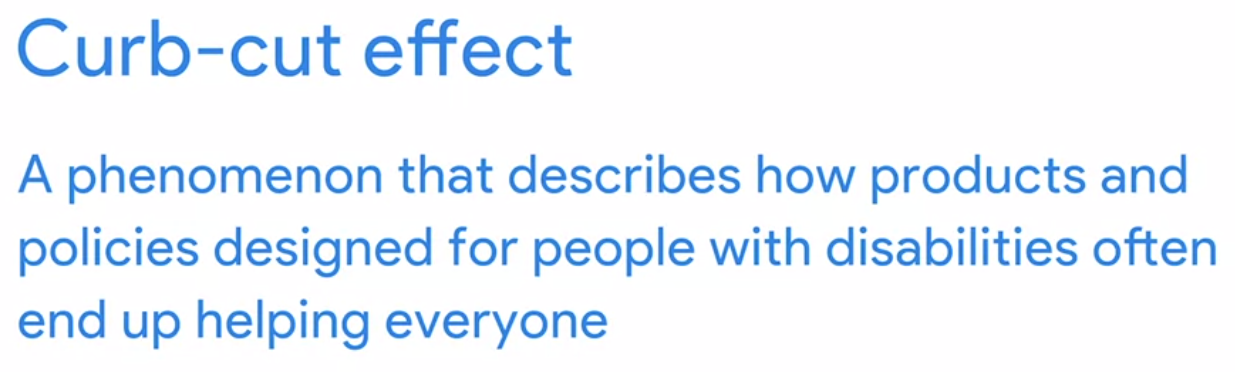 Curb-cut effect
A phenomenon that describes how products and
policies designed for people with disabilities often
end up helping everyone